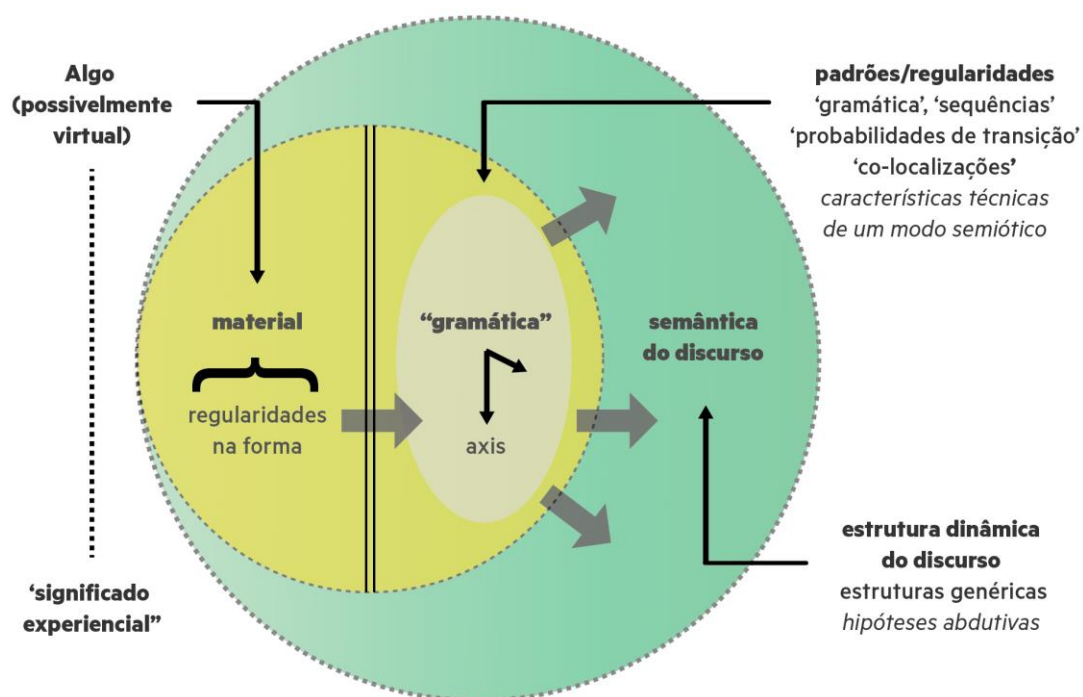 Algo
(possivelmente
virtual)
‘significado
experiencial”
material
regularidades
na forma
“gramática”
axis
semântica
do discurso
padrões/regularidades
‘gramática’, ‘sequências’
‘probabilidades de transição’
‘co-localizações’
características técnicas
de um modo semiótico
estrutura dinâmica
do discurso
estruturas genéricas
hipóteses abdutivas